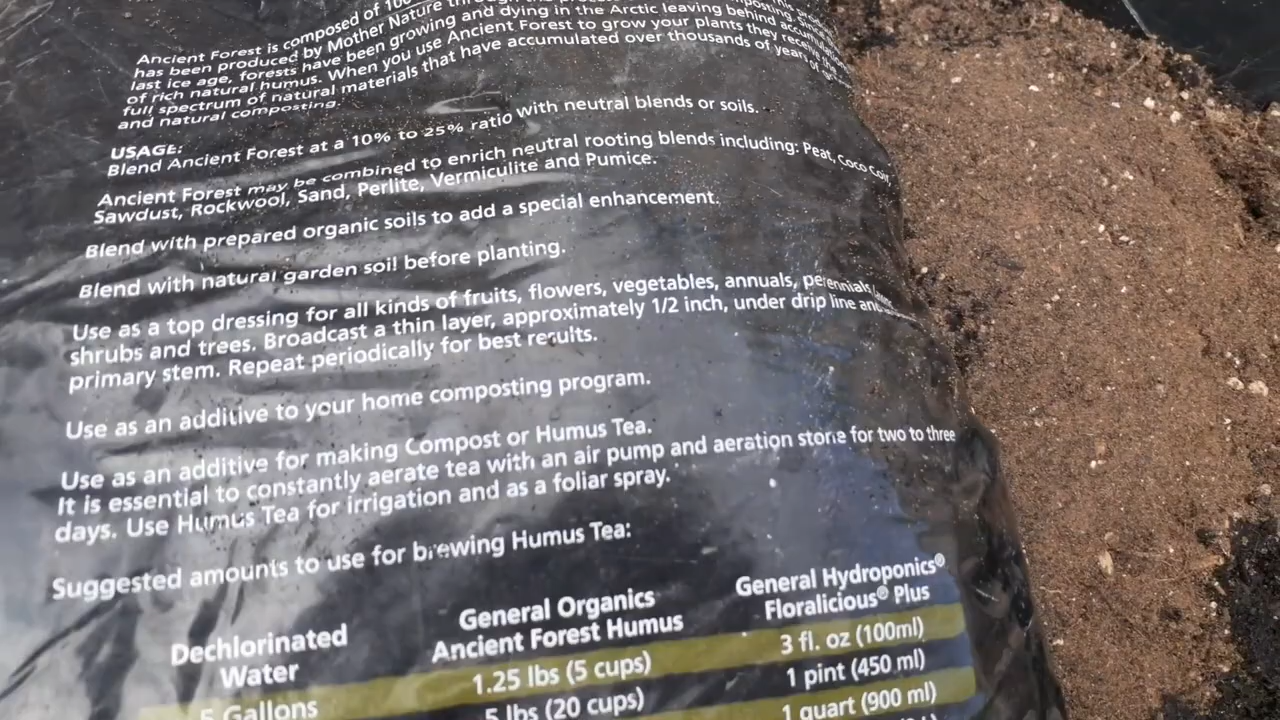 Ancient Forest is composed of 100
has been produced by Mother Nature through the
last ice age, forests have been growing and dying in the Arctic leaving behind
of rich natural humus. When you use Ancient Forest to grow your plants they receive
full spectrum of natural materials that have accumulated over thousands of years of
and natural composting.
USAGE:
Blend Ancient Forest at a 10% to 25% ratio with neutral blends or soils.
Ancient Forest may be combined to enrich neutral rooting blends including: Peat, Coco Coir,
Sawdust, Rockwool, Sand, Perlite, Vermiculite and Pumice.
Blend with prepared organic soils to add a special enhancement.
Blend with natural garden soil before planting.
Use as a top dressing for all kinds of fruits, flowers, vegetables, annuals, perennials
shrubs and trees. Broadcast a thin layer, approximately 1/2 inch, under drip line
primary stem. Repeat periodically for best results.
Use as an additive to your home composting program.
Use as an additive for making Compost or Humus Tea.
It is essential to constantly aerate tea with an air pump and aeration stone for two to three
days. Use Humus Tea for irrigation and as a foliar spray.
Suggested amounts to use for brewing Humus Tea:
Dechlorinated
Water
General Organics
Ancient Forest Humus
General Hydroponics®
Floralicious® Plus
5 Gallons 1.25 lbs (5 cups) 3 fl. oz (100ml)
5 lbs (20 cups) 1 pint (450 ml)
1 quart (900 ml)